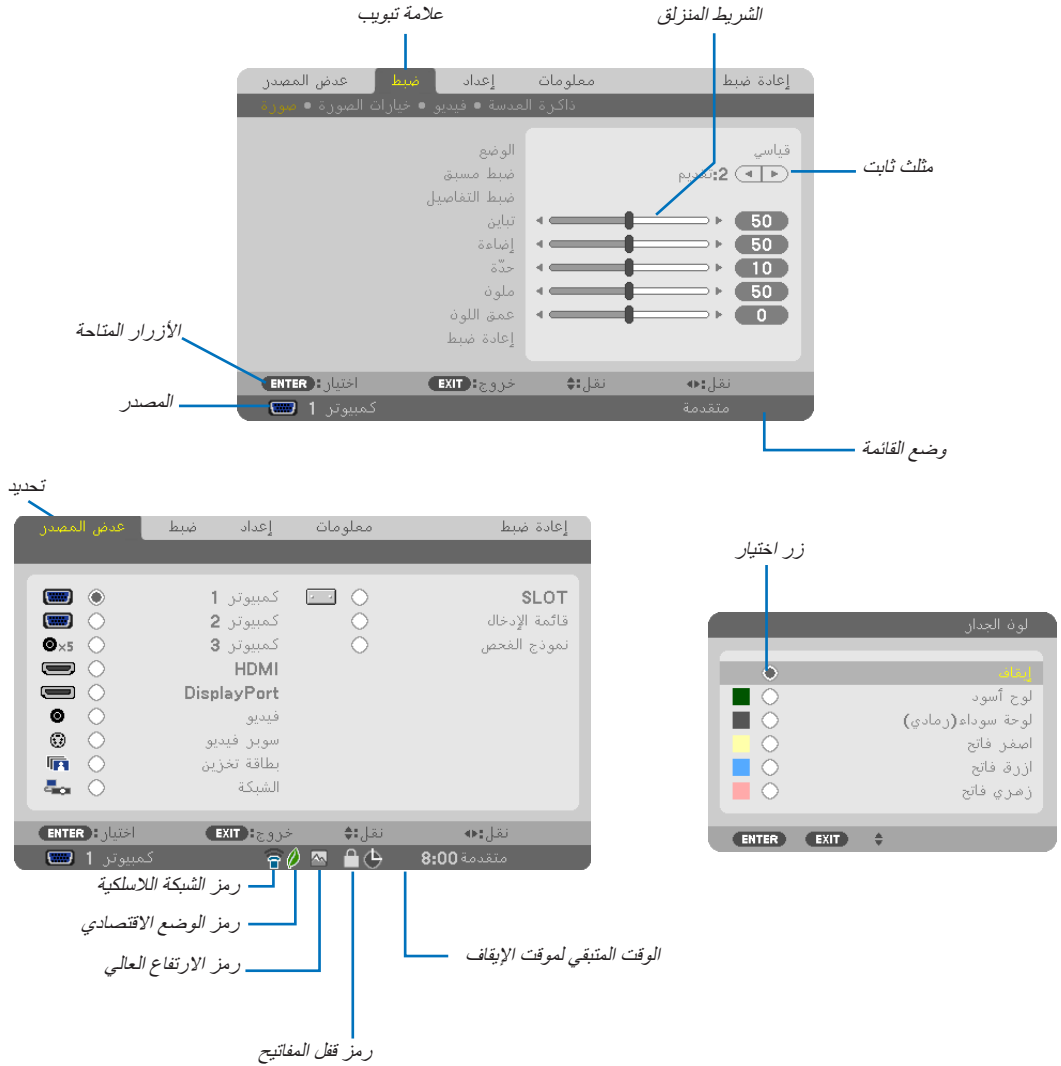 علامة تبويب
الشريط المنزلق
عدض المصدر ضبط إعداد معلومات إعادة ضبط
صورة • خيارات الصورة • فيديو • ذاكرة العدسة
الوضع قياسي
ضبط مسبق 2:تقديم
مثلث ثابت
ضبط التفاصيل
تباين 50
إضاءة 50
حدّة 10
ملون 50
عمق اللون 0
إعادة ضبط
الأزرار المتاحة
ENTER :اختيار EXIT :خروج نقل: نقل:
المصدر
كمبيوتر 1 متقدمة
وضع القائمة
تحديد
عدض المصدر ضبط إعداد معلومات إعادة ضبط
كمبيوتر 1 SLOT
كمبيوتر 2 قائمة الإدخال
×5 كمبيوتر 3 نموذج الفحص
HDMI
DisplayPort
فيديو
سوبر فيديو
بطاقة تخزين
الشبكة
ENTER :اختيار EXIT :خروج نقل: نقل:
كمبيوتر 1 متقدمة 8:00
رمز الشبكة اللاسلكية
رمز الوضع الاقتصادي
رمز الارتفاع العالي
الوقت المتبقي لموقت الإيقاف
رمز قفل المفاتيح
زر اختيار
لون الجدار
إيقاف
لوح أسود
لوحة سوداء(رمادي)
اصفر فاتح
ازرق فاتح
زهري فاتح
ENTER EXIT